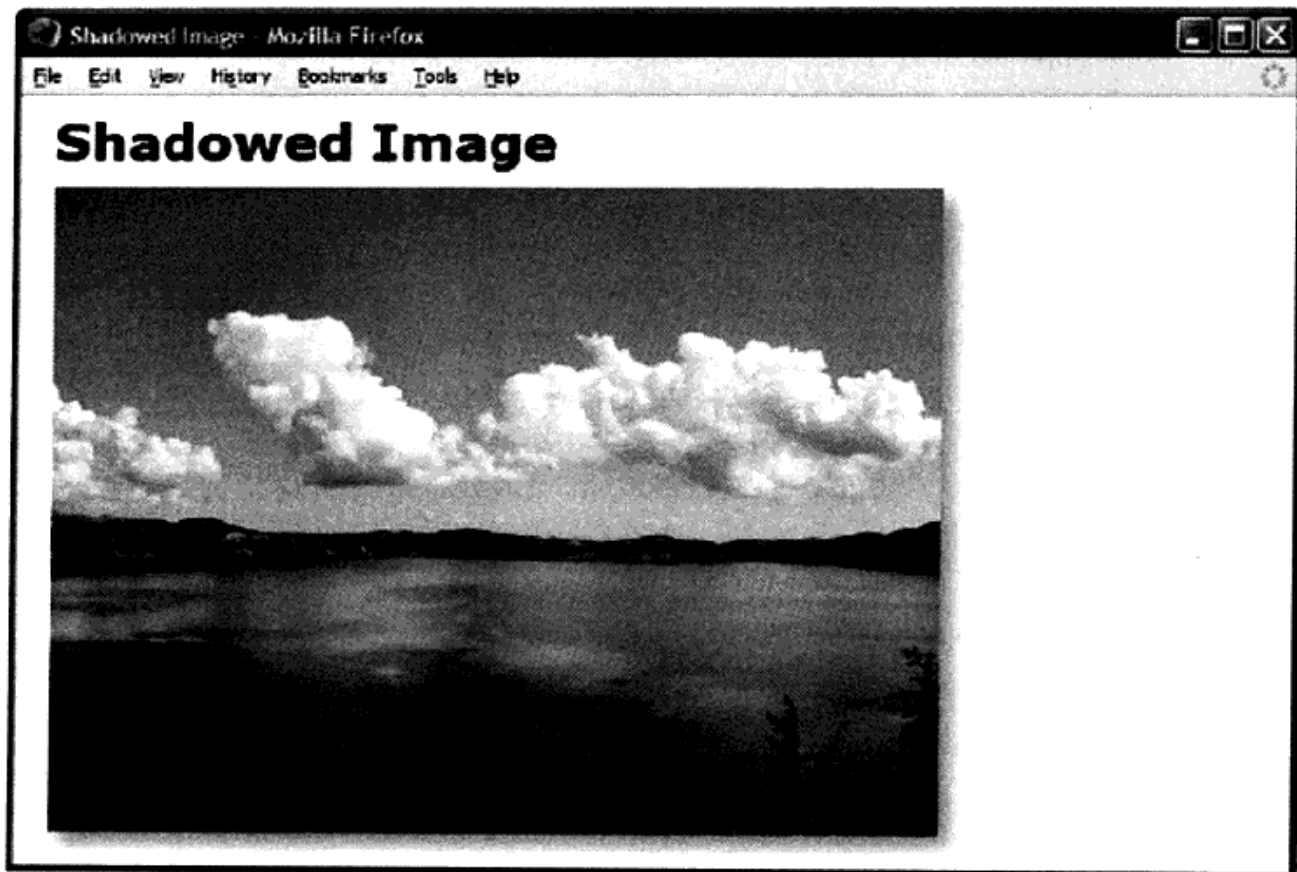 Shadowed Image - Mozilla Firefox
File Edit View History Bookmarks Tools Help
Shadowed Image